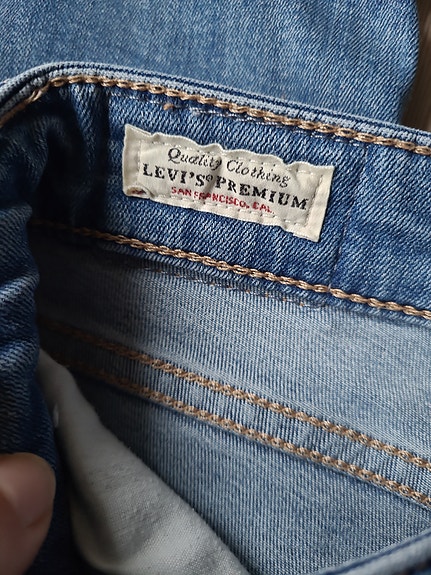 Quality Clothing
LEVI'S® PREMIUM
SAN FRANCISCO, CAL.